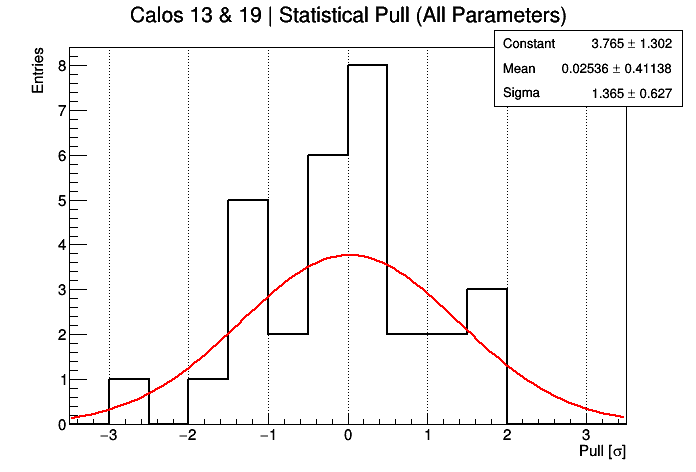 Calos 13 & 19 | Statistical Pull (All Parameters)
Constant 3.765 ± 1.302
Mean 0.02536 ± 0.41138
Sigma 1.365 ± 0.627
Entries
8
7
6
5
4
3
2
1
0
−3 −2 −1 0 1 2 3
Pull [σ]